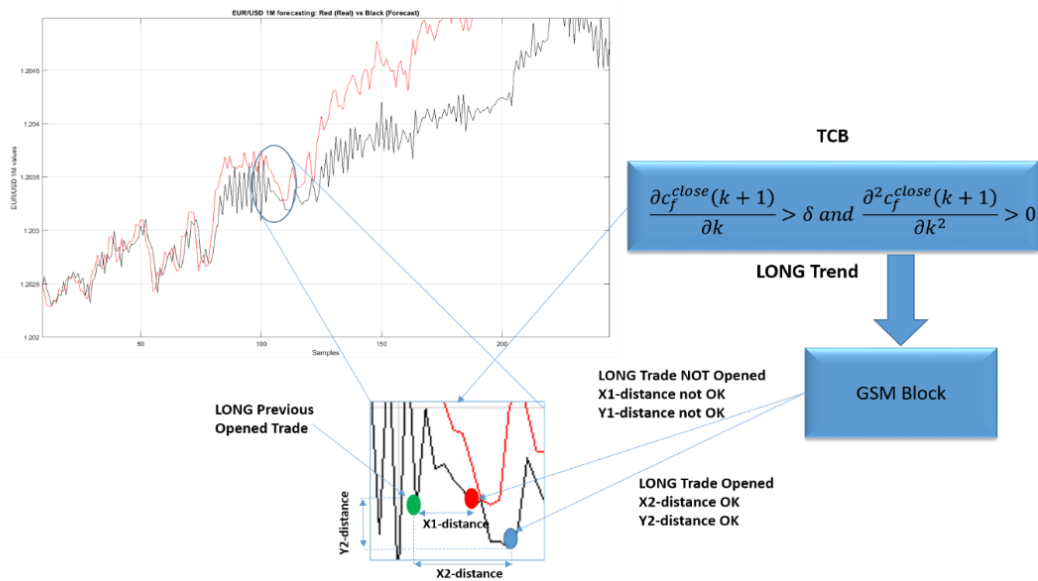 EUR/USD 1M forecasting: Red (Real) vs Black (Forecast)
EUR/USD 1M values
1.2045
1.204
1.2035
1.203
1.2025
1.202
50
100
150
200
Samples
TCB
∂c_f^close(k + 1)/∂k > δ and ∂²c_f^close(k + 1)/∂k² > 0
LONG Trend
GSM Block
LONG Trade NOT Opened
X1-distance not OK
Y1-distance not OK
LONG Previous
Opened Trade
LONG Trade Opened
X2-distance OK
Y2-distance OK
Y2-distance
X1-distance
X2-distance